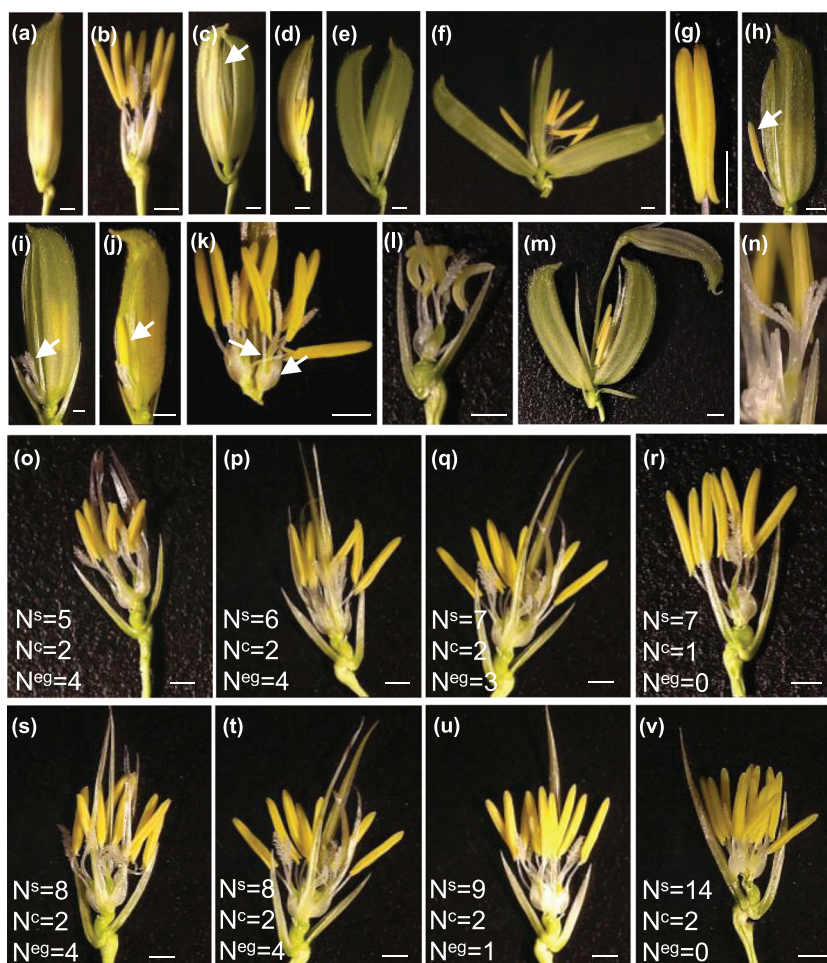 (a)
(b)
(c)
(d)
(e)
(f)
(g)
(h)
(i)
(j)
(k)
(l)
(m)
(n)
(o)
Nˢ=5
Nᶜ=2
Nᵉᵍ=4
(p)
Nˢ=6
Nᶜ=2
Nᵉᵍ=4
(q)
Nˢ=7
Nᶜ=2
Nᵉᵍ=3
(r)
Nˢ=7
Nᶜ=1
Nᵉᵍ=0
(s)
Nˢ=8
Nᶜ=2
Nᵉᵍ=4
(t)
Nˢ=8
Nᶜ=2
Nᵉᵍ=4
(u)
Nˢ=9
Nᶜ=2
Nᵉᵍ=1
(v)
Nˢ=14
Nᶜ=2
Nᵉᵍ=0